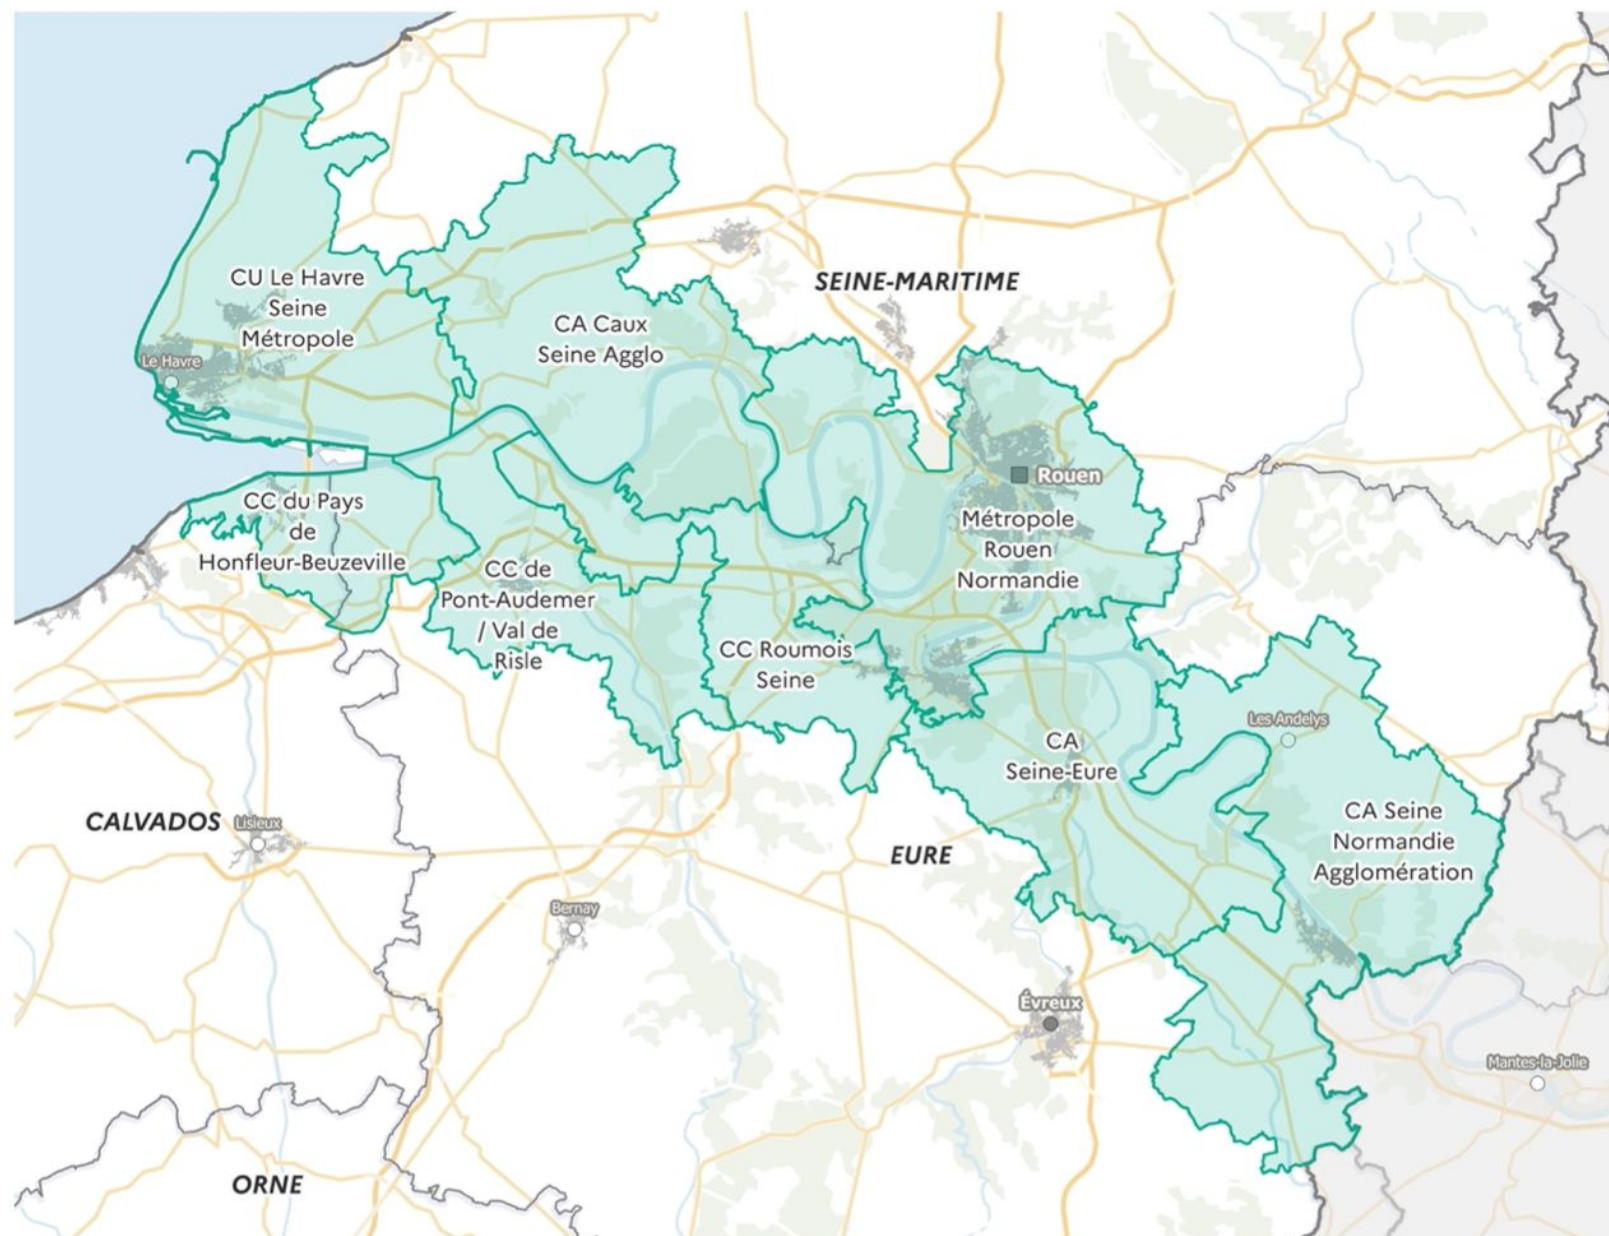 SEINE-MARITIME
CU Le Havre
Seine
Métropole
CA Caux
Seine Agglo
Le Havre
Rouen
CC du Pays
de
Honfleur-Beuzeville
Métropole
Rouen
Normandie
CC de
Pont-Audemer
/ Val de
Risle
CC Roumois
Seine
Les Andelys
CA
Seine-Eure
CALVADOS
Lisieux
CA Seine
Normandie
Agglomération
EURE
Bernay
Évreux
Mantes-la-Jolie
ORNE